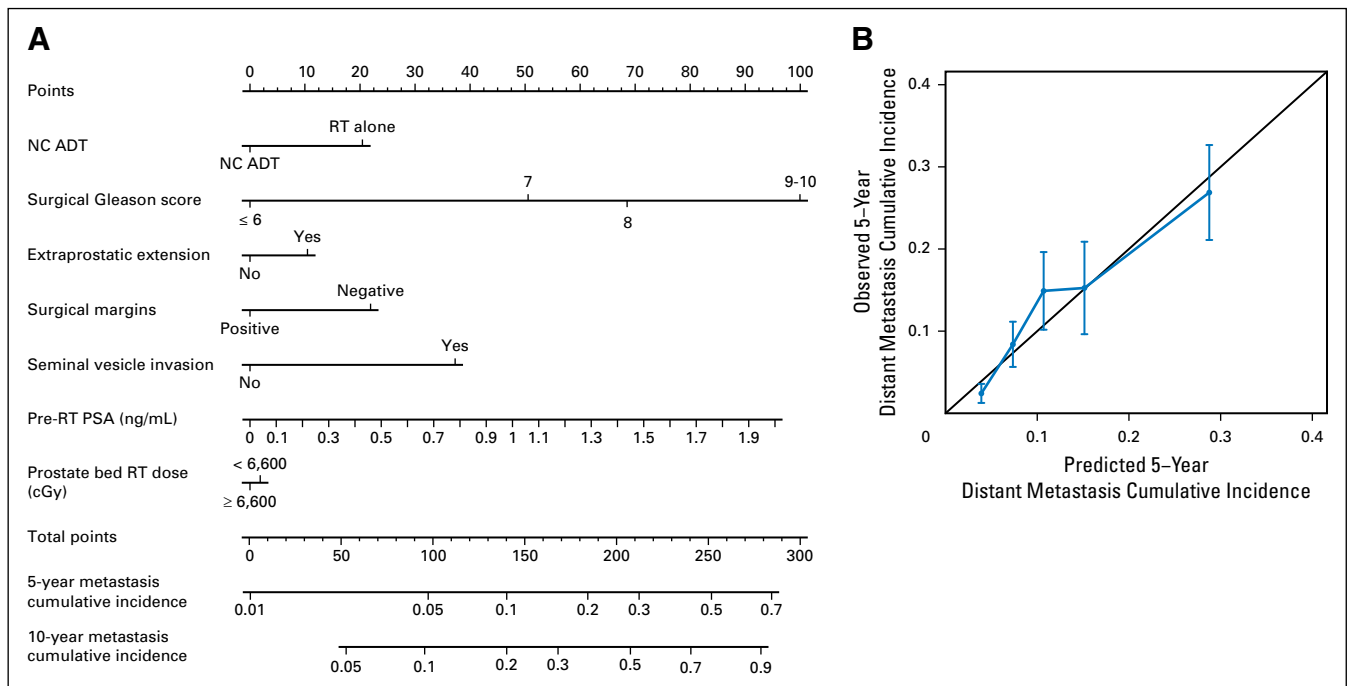 A
Points
0 10 20 30 40 50 60 70 80 90 100
NC ADT
RT alone
NC ADT
Surgical Gleason score
7
9-10
≤ 6
8
Extraprostatic extension
Yes
No
Surgical margins
Negative
Positive
Seminal vesicle invasion
Yes
No
Pre-RT PSA (ng/mL)
0 0.1 0.3 0.5 0.7 0.9 1 1.1 1.3 1.5 1.7 1.9
Prostate bed RT dose
(cGy)
< 6,600
≥ 6,600
Total points
0 50 100 150 200 250 300
5-year metastasis
cumulative incidence
0.01 0.05 0.1 0.2 0.3 0.5 0.7
10-year metastasis
cumulative incidence
0.05 0.1 0.2 0.3 0.5 0.7 0.9
B
Observed 5–Year
Distant Metastasis Cumulative Incidence
0.4
0.3
0.2
0.1
0 0.1 0.2 0.3 0.4
Predicted 5–Year
Distant Metastasis Cumulative Incidence